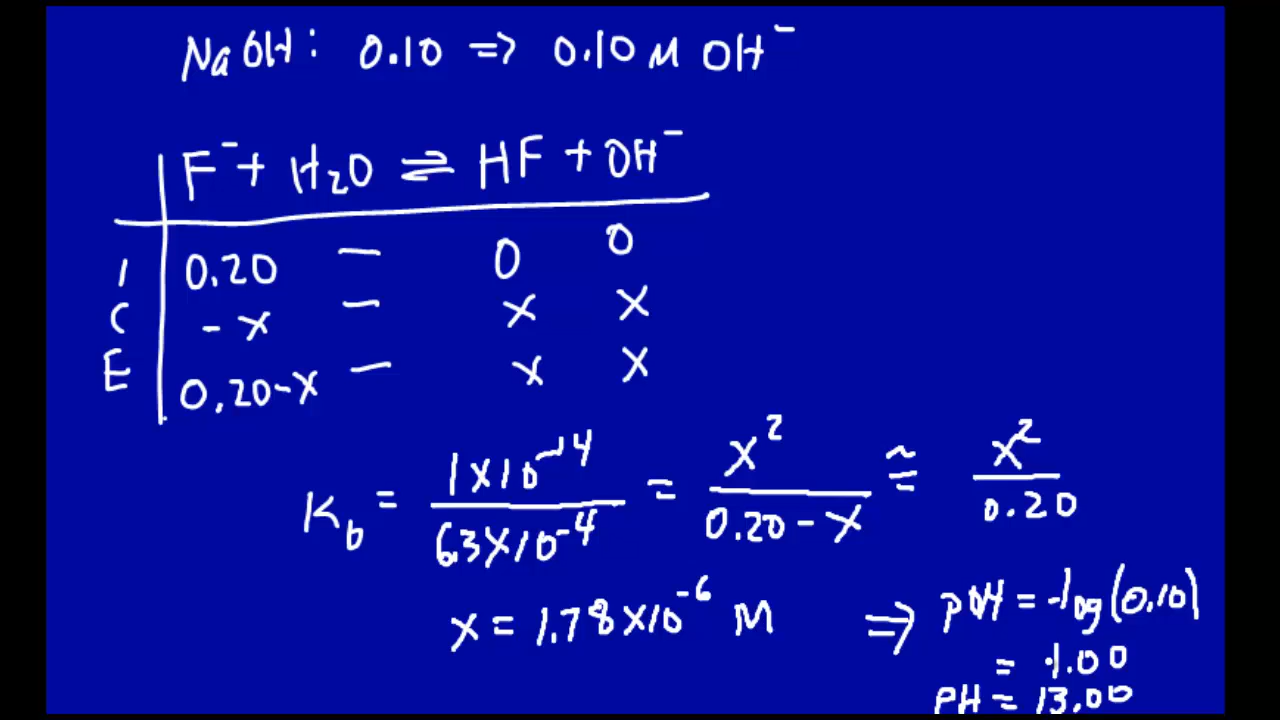 NaOH: 0.10 => 0.10 M OH⁻
F⁻ + H₂O ⇌ HF + OH⁻
I 0.20 — 0 0
C - x — x x
E 0.20-x — x x
K_b = 1x10⁻¹⁴ / 6.3x10⁻⁴ = x² / 0.20 - x ≅ x² / 0.20
x = 1.78x10⁻⁶ M => pOH = -log(0.10)
= 1.00
pH = 13.00